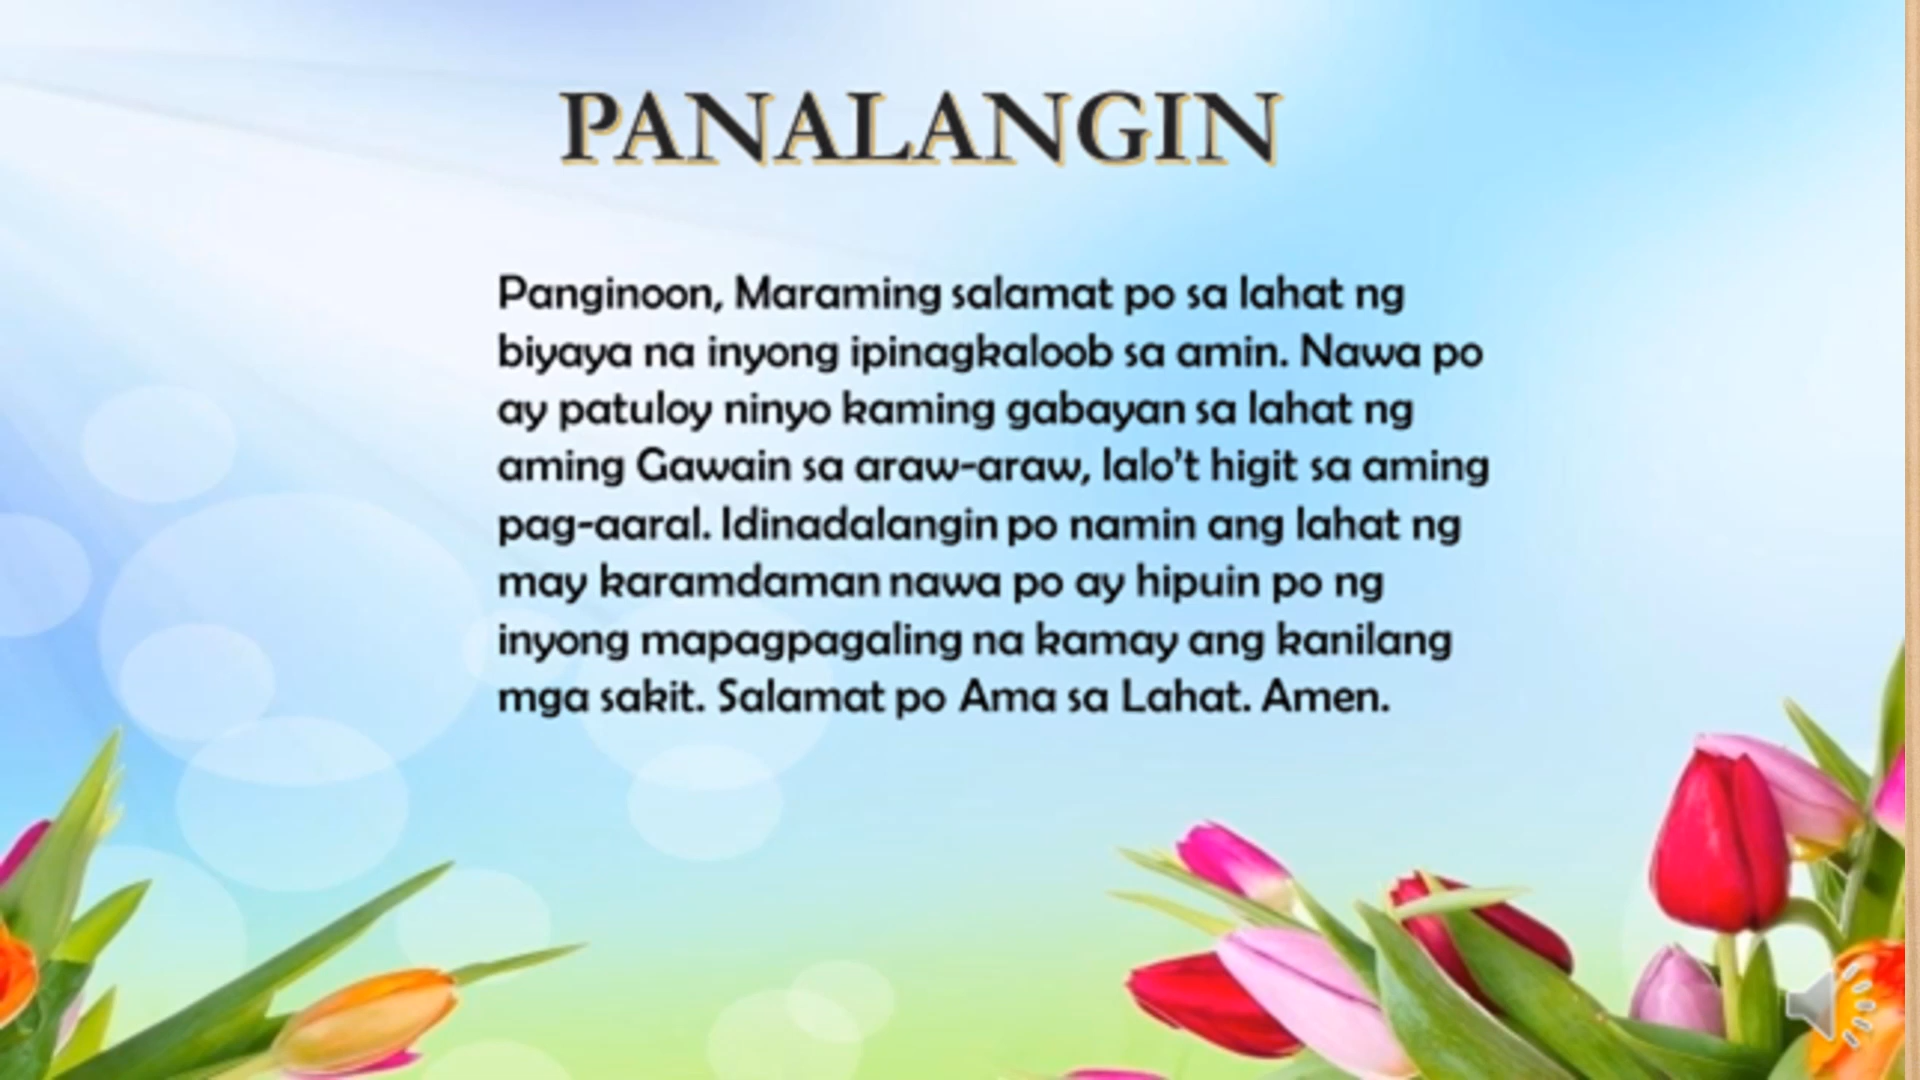 PANALANGIN
Panginoon, Maraming salamat po sa lahat ng
biyaya na inyong ipinagkaloob sa amin. Nawa po
ay patuloy ninyo kaming gabayan sa lahat ng
aming Gawain sa araw-araw, lalo't higit sa aming
pag-aaral. Idinadalangin po namin ang lahat ng
may karamdaman nawa po ay hipuin po ng
inyong mapagpagaling na kamay ang kanilang
mga sakit. Salamat po Ama sa Lahat. Amen.